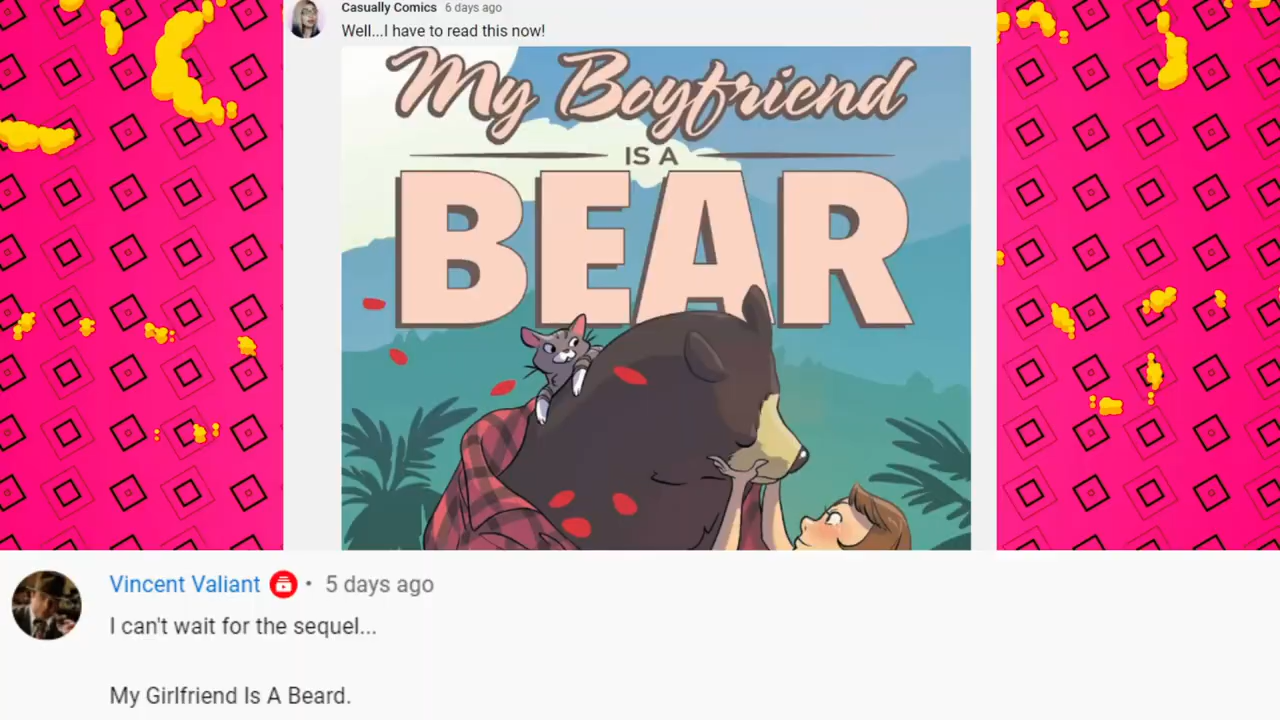 Casually Comics 6 days ago
Well...I have to read this now!
My Boyfriend
IS A
BEAR
Vincent Valiant • 5 days ago
I can't wait for the sequel...
My Girlfriend Is A Beard.